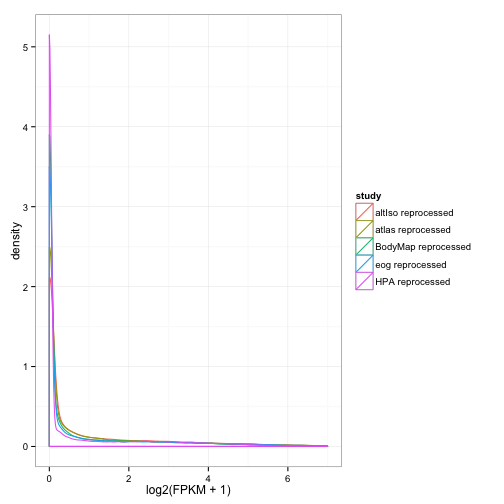 5
4
3
2
1
0
density
0
2
4
6
log2(FPKM + 1)
study
altIso reprocessed
atlas reprocessed
BodyMap reprocessed
eog reprocessed
HPA reprocessed